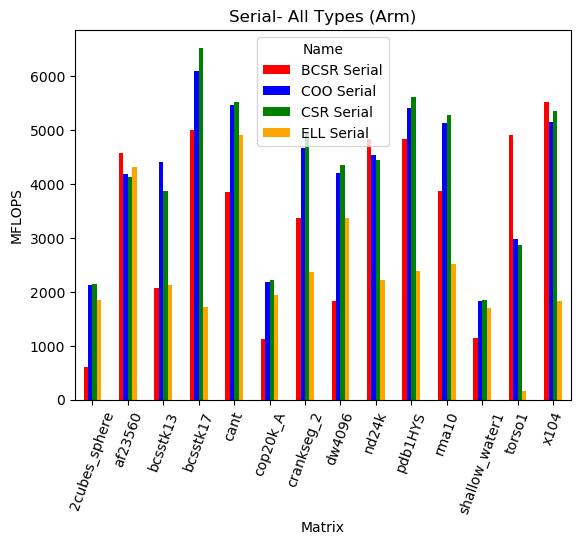 Serial- All Types (Arm)
Name
BCSR Serial
COO Serial
CSR Serial
ELL Serial
MFLOPS
6000
5000
4000
3000
2000
1000
0
2cubes_sphere
af23560
bcsstk13
bcsstk17
cant
cop20k_A
crankseg_2
dw4096
nd24k
pdb1HYS
rma10
shallow_water1
torso1
x104
Matrix